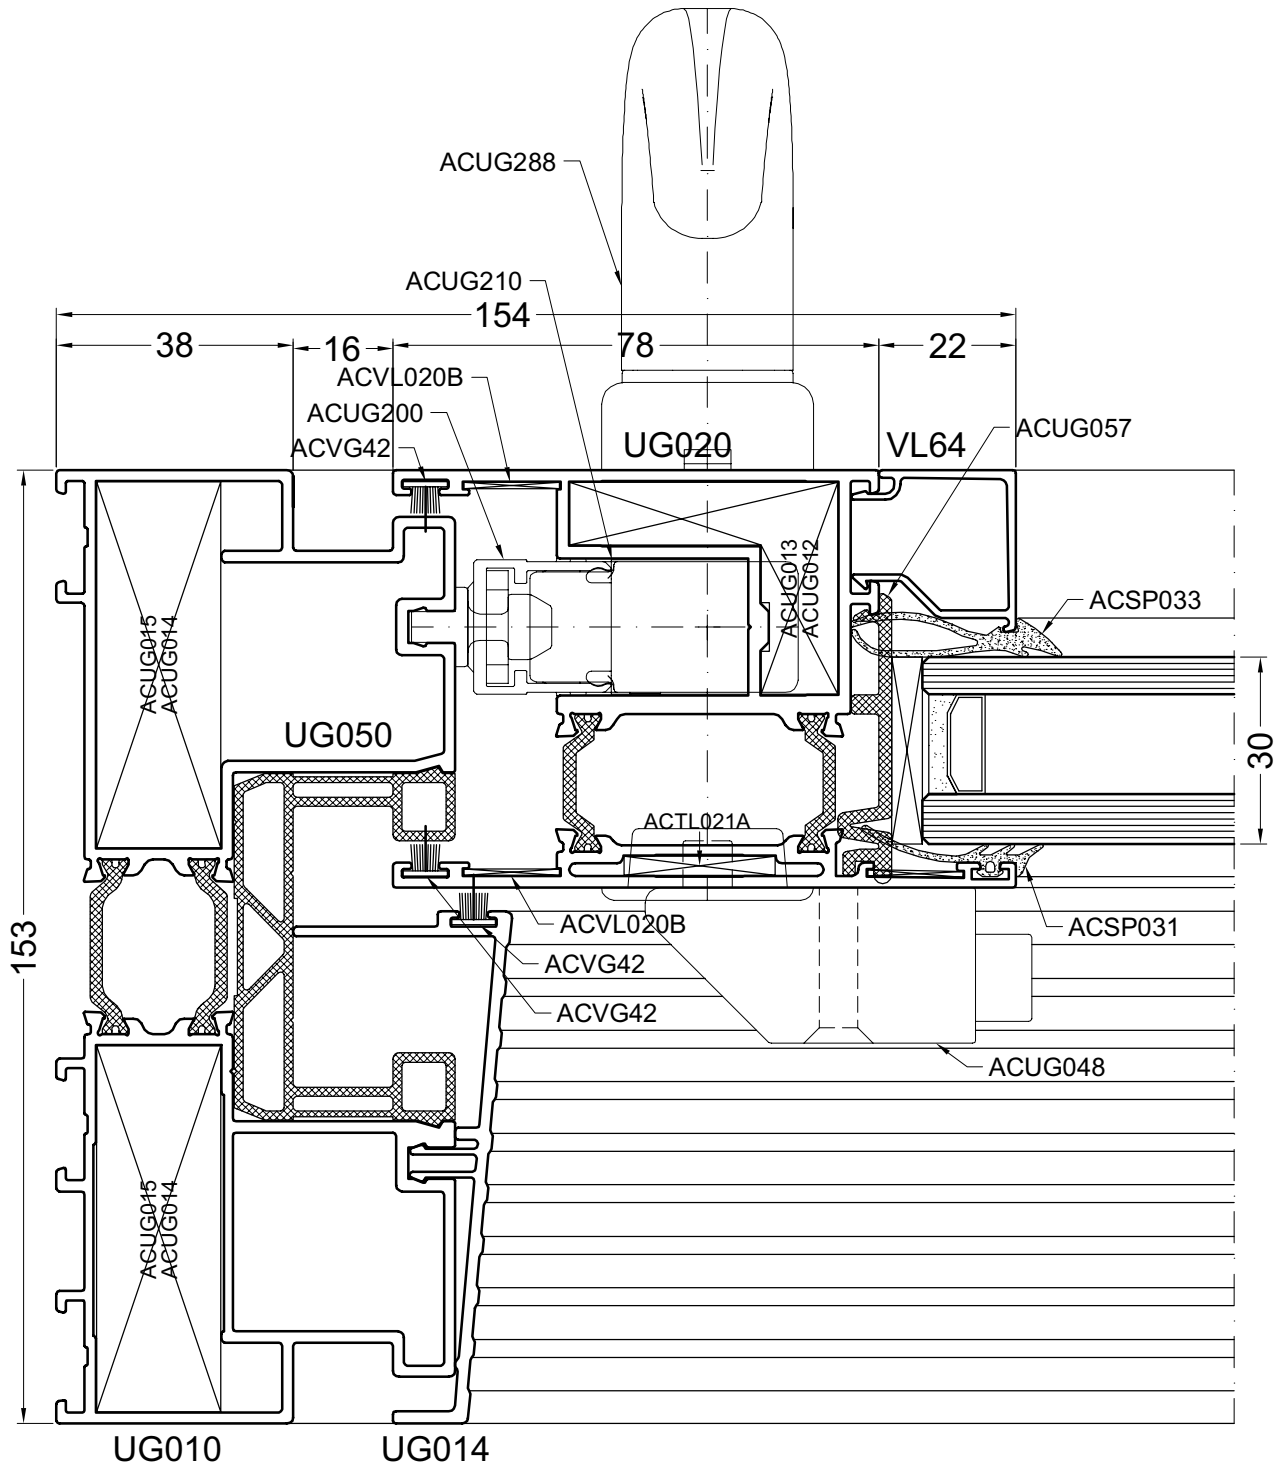 ACUG288
ACUG210
154
38
16
78
22
ACVL020B
ACUG200
ACVG42
UG020
VL64
ACUG057
ACUG015
ACUG014
ACUG013
ACUG012
ACSP033
UG050
30
ACTL021A
ACVL020B
ACSP031
153
ACVG42
ACVG42
ACUG048
ACUG015
ACUG014
UG010
UG014